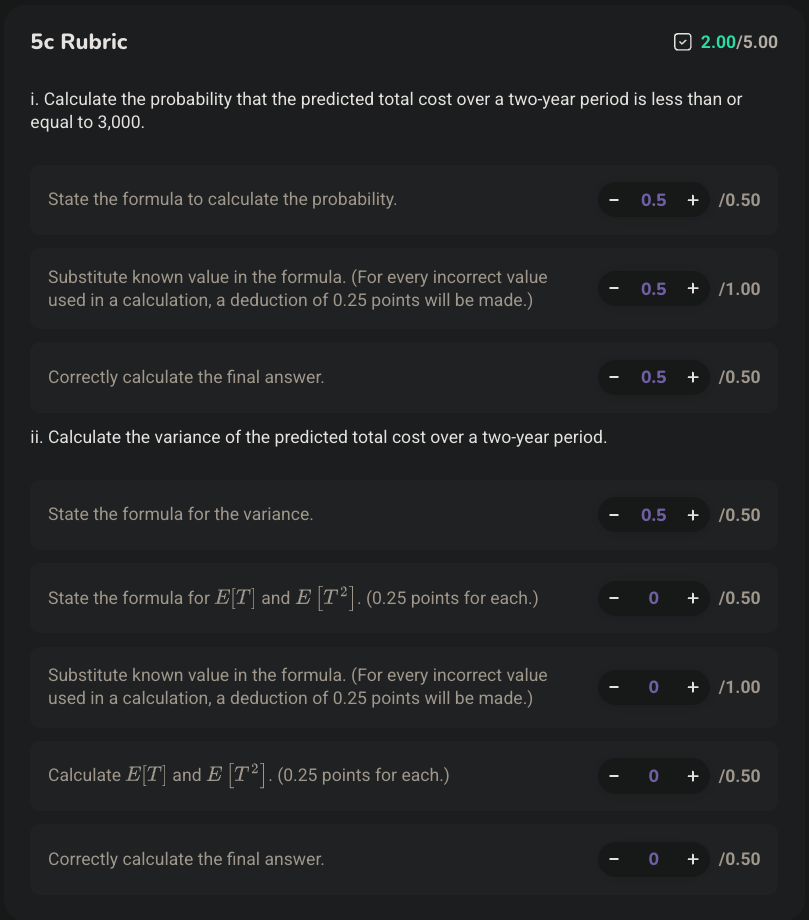 5c Rubric
2.00/5.00
i. Calculate the probability that the predicted total cost over a two-year period is less than or
equal to 3,000.
State the formula to calculate the probability.
− 0.5 + /0.50
Substitute known value in the formula. (For every incorrect value
used in a calculation, a deduction of 0.25 points will be made.)
− 0.5 + /1.00
Correctly calculate the final answer.
− 0.5 + /0.50
ii. Calculate the variance of the predicted total cost over a two-year period.
State the formula for the variance.
− 0.5 + /0.50
State the formula for E[T] and E [T²]. (0.25 points for each.)
− 0 + /0.50
Substitute known value in the formula. (For every incorrect value
used in a calculation, a deduction of 0.25 points will be made.)
− 0 + /1.00
Calculate E[T] and E [T²]. (0.25 points for each.)
− 0 + /0.50
Correctly calculate the final answer.
− 0 + /0.50